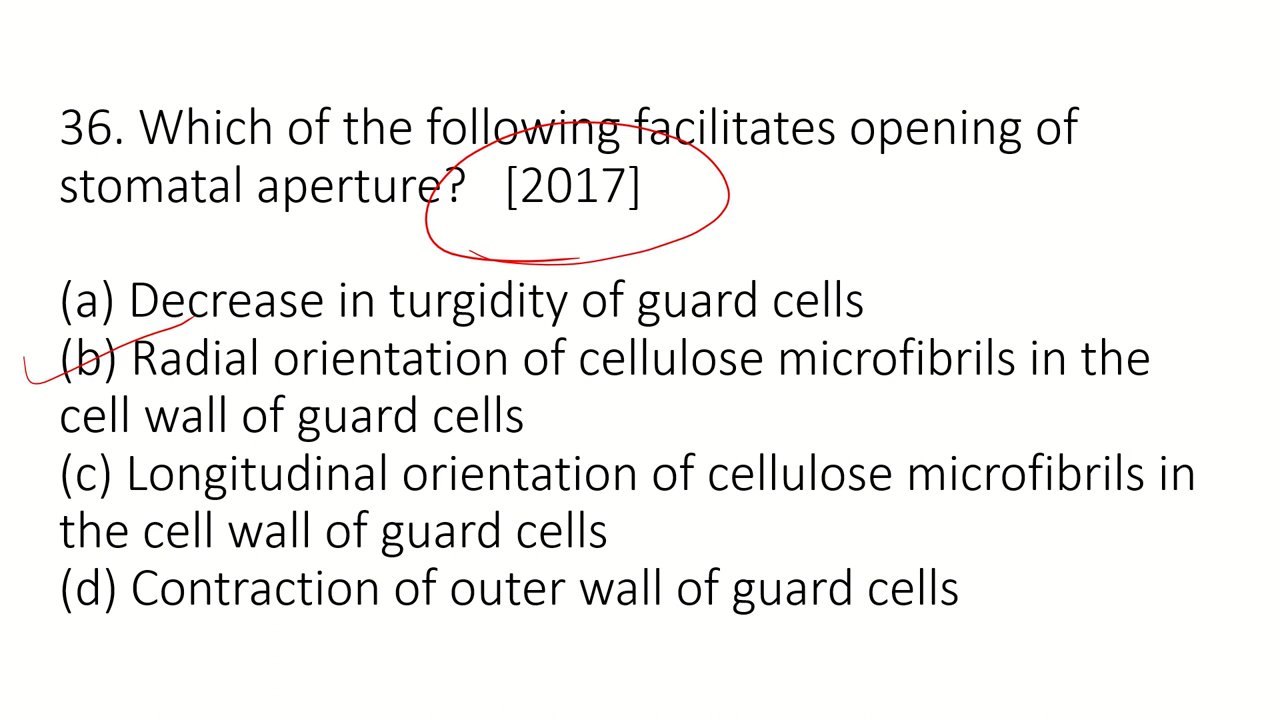 36. Which of the following facilitates opening of
stomatal aperture? [2017]
(a) Decrease in turgidity of guard cells
(b) Radial orientation of cellulose microfibrils in the
cell wall of guard cells
(c) Longitudinal orientation of cellulose microfibrils in
the cell wall of guard cells
(d) Contraction of outer wall of guard cells